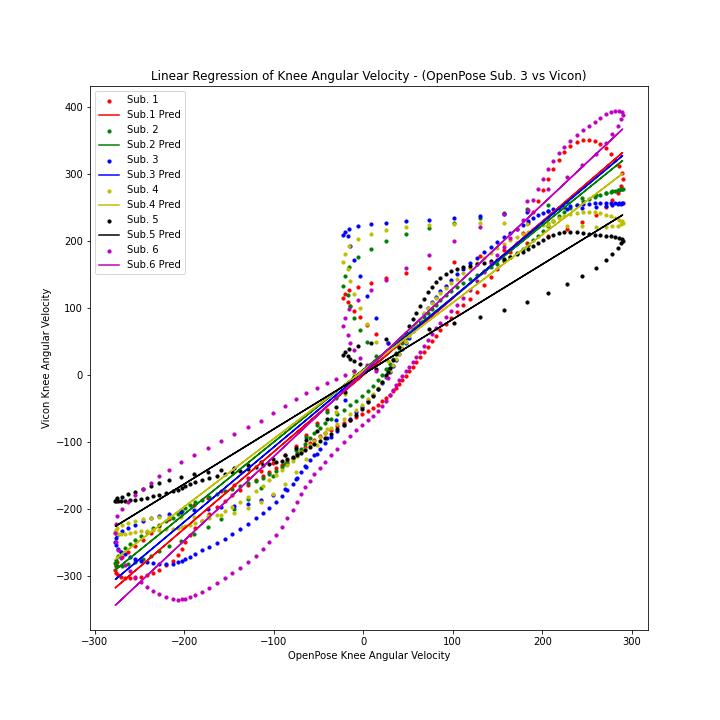 Linear Regression of Knee Angular Velocity - (OpenPose Sub. 3 vs Vicon)
Sub. 1
Sub.1 Pred
Sub. 2
Sub.2 Pred
Sub. 3
Sub.3 Pred
Sub. 4
Sub.4 Pred
Sub. 5
Sub.5 Pred
Sub. 6
Sub.6 Pred
Vicon Knee Angular Velocity
400
300
200
100
0
−100
−200
−300
−300
−200
−100
0
100
200
300
OpenPose Knee Angular Velocity